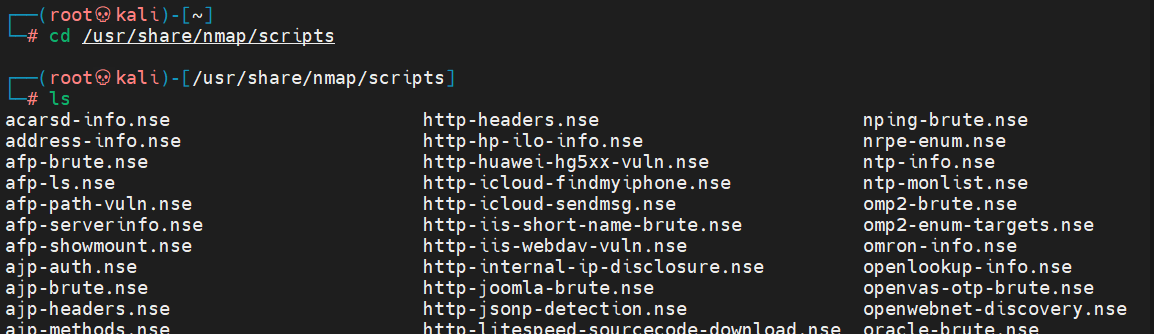 ┌──(root💀kali)-[~]
└─# cd /usr/share/nmap/scripts
┌──(root💀kali)-[/usr/share/nmap/scripts]
└─# ls
acarsd-info.nse http-headers.nse nping-brute.nse
address-info.nse http-hp-ilo-info.nse nrpe-enum.nse
afp-brute.nse http-huawei-hg5xx-vuln.nse ntp-info.nse
afp-ls.nse http-icloud-findmyiphone.nse ntp-monlist.nse
afp-path-vuln.nse http-icloud-sendmsg.nse omp2-brute.nse
afp-serverinfo.nse http-iis-short-name-brute.nse omp2-enum-targets.nse
afp-showmount.nse http-iis-webdav-vuln.nse omron-info.nse
ajp-auth.nse http-internal-ip-disclosure.nse openlookup-info.nse
ajp-brute.nse http-joomla-brute.nse openvas-otp-brute.nse
ajp-headers.nse http-jsonp-detection.nse openwebnet-discovery.nse
ajp-methods.nse http-litespeed-sourcecode-download.nse oracle-brute.nse